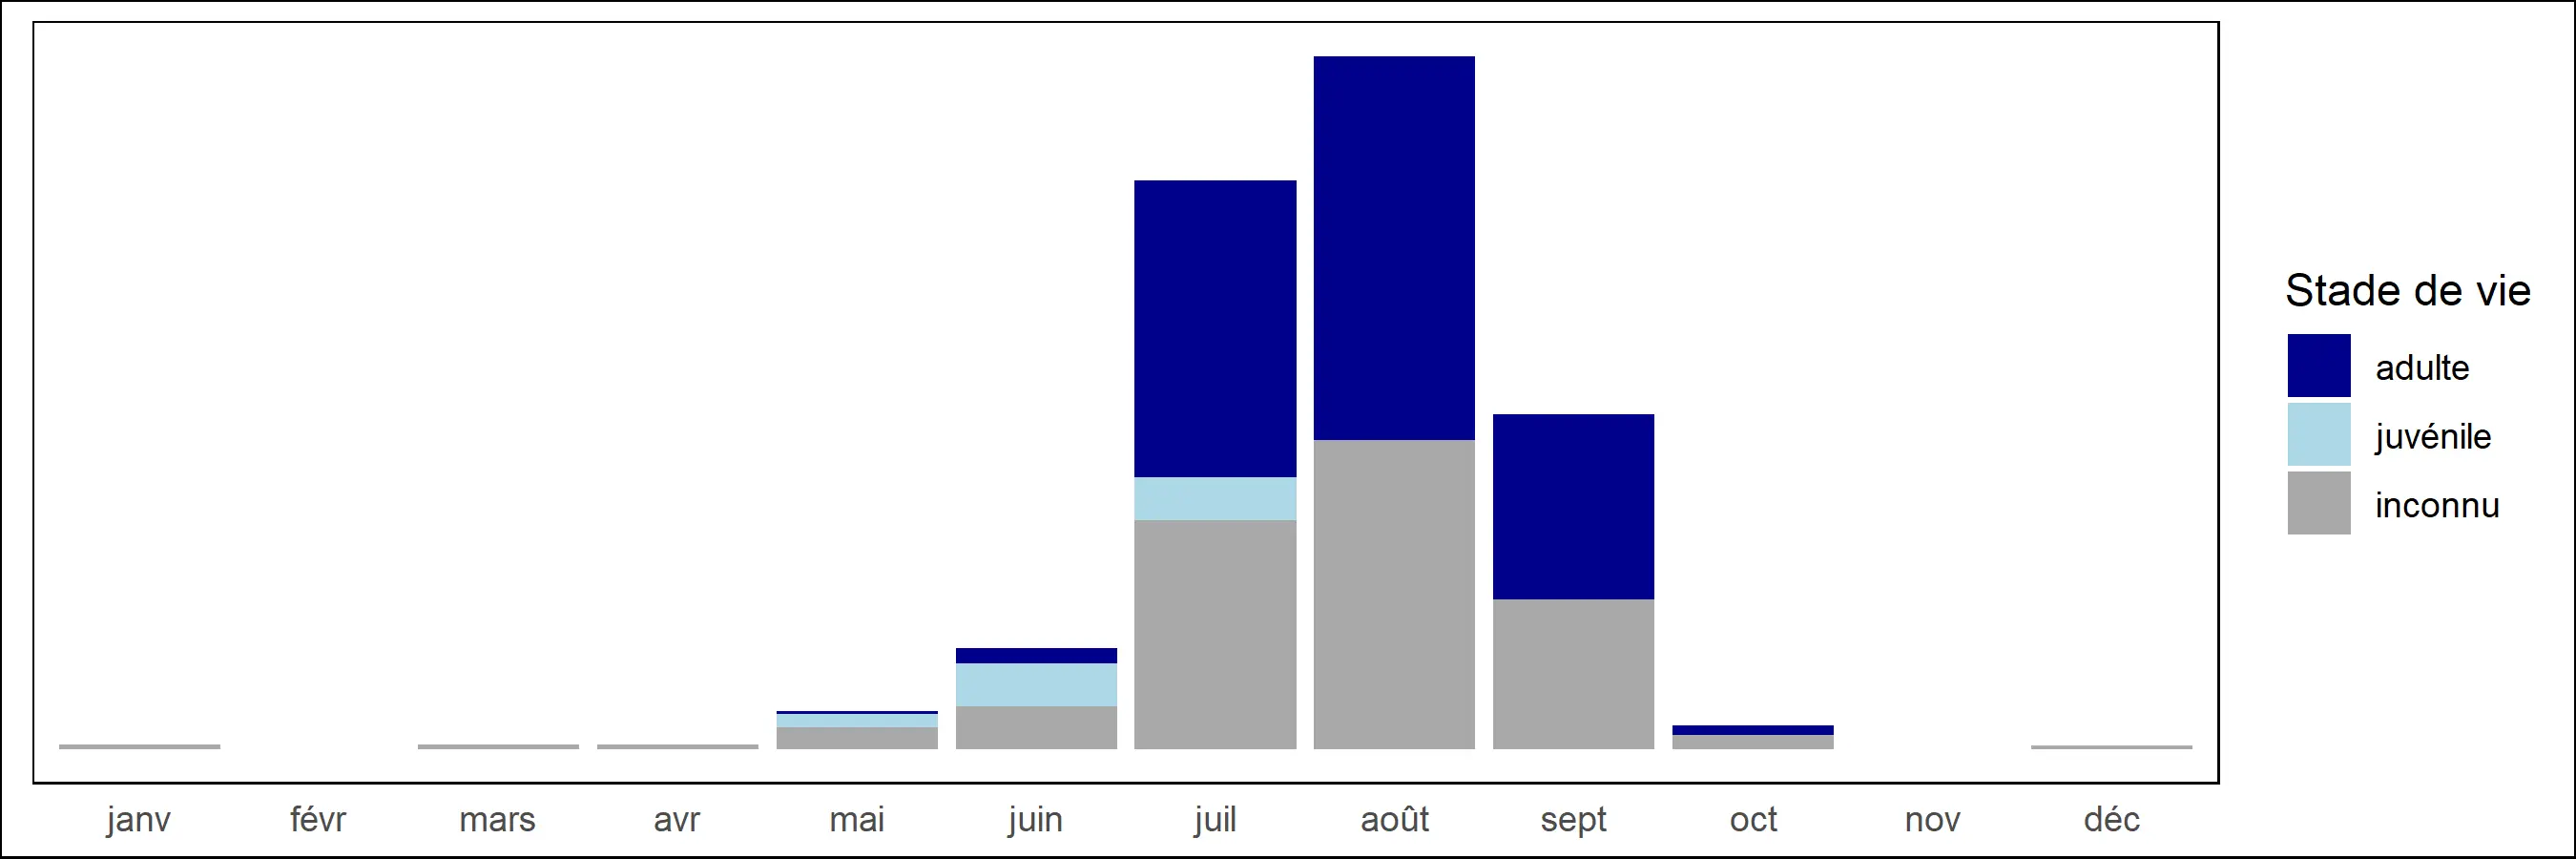 Stade de vie
adulte
juvénile
inconnu
janv févr mars avr mai juin juil août sept oct nov déc